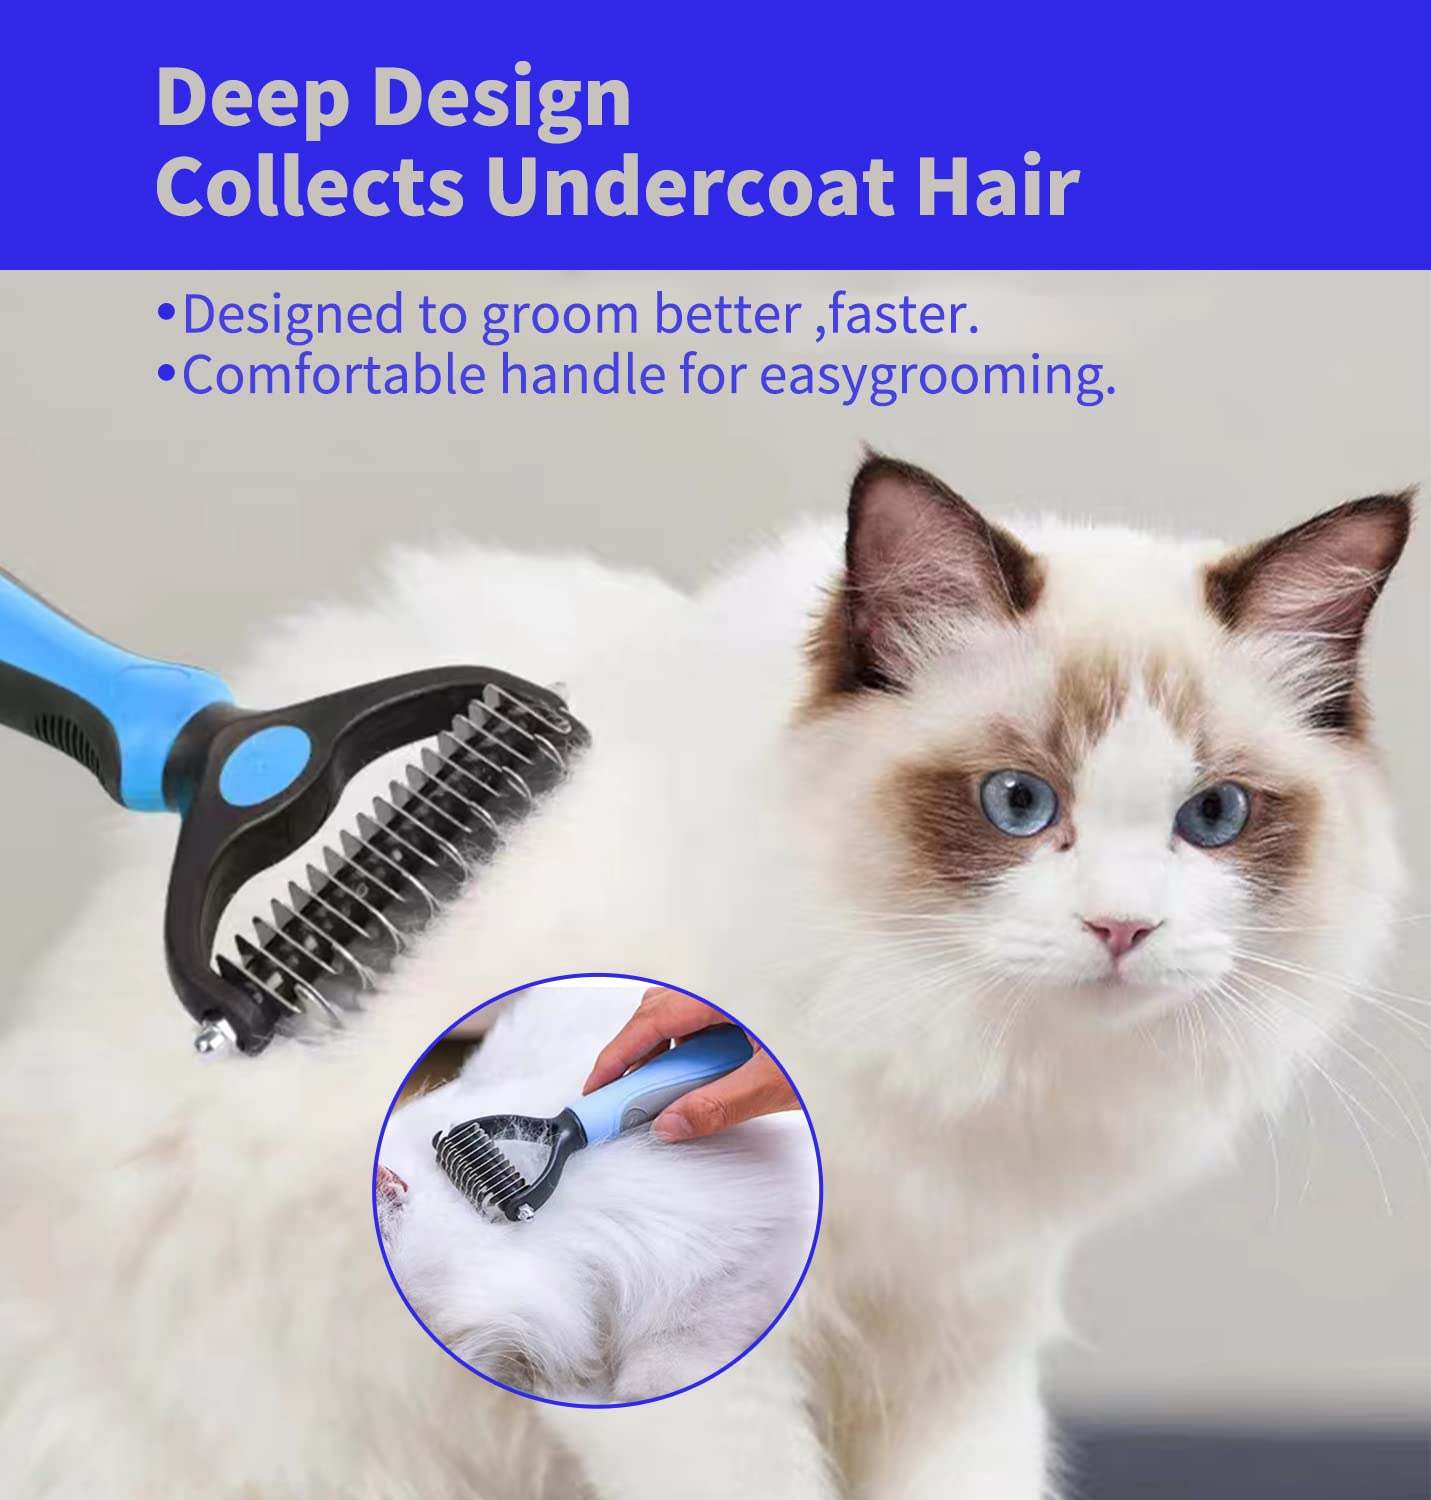 Deep Design
Collects Undercoat Hair
•Designed to groom better ,faster.
•Comfortable handle for easygrooming.